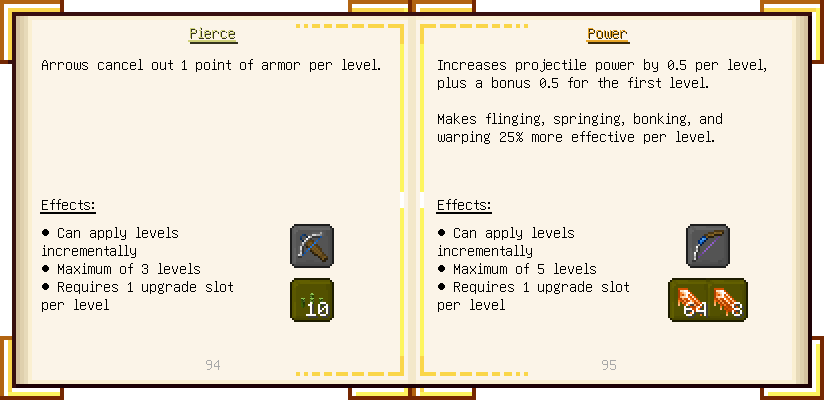 Pierce
Arrows cancel out 1 point of armor per level.
Effects:
• Can apply levels
incrementally
• Maximum of 3 levels
• Requires 1 upgrade slot
per level
10
94
Power
Increases projectile power by 0.5 per level,
plus a bonus 0.5 for the first level.
Makes flinging, springing, bonking, and
warping 25% more effective per level.
Effects:
• Can apply levels
incrementally
• Maximum of 5 levels
• Requires 1 upgrade slot
per level
64 8
95